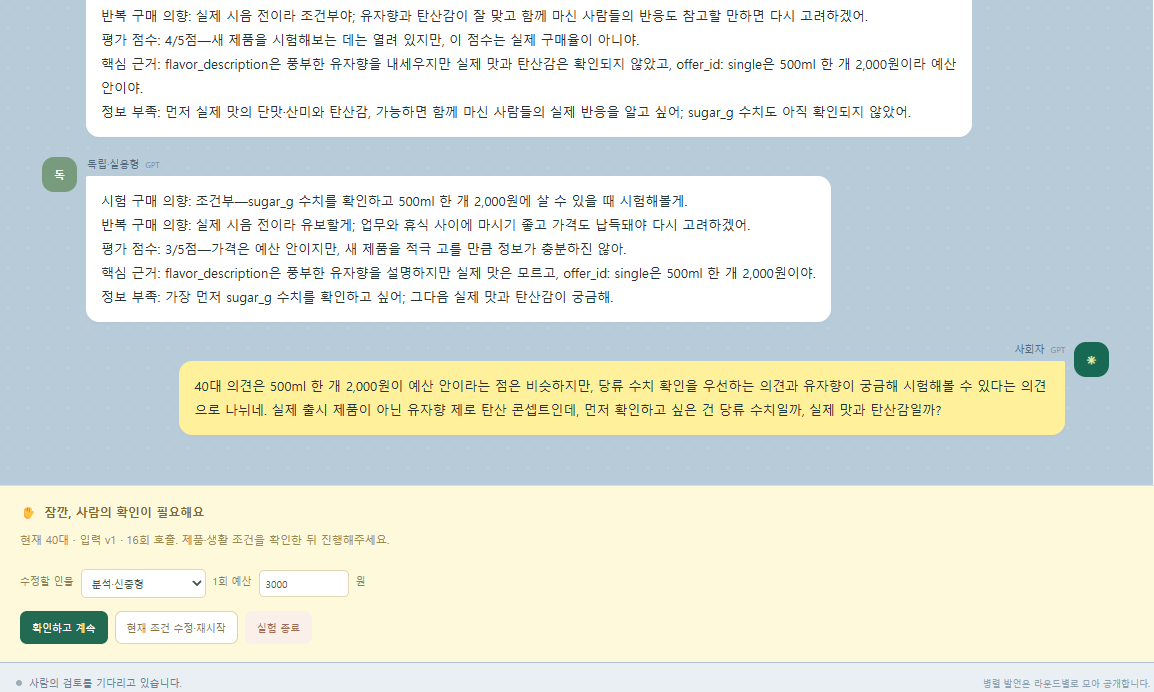 반복 구매 의향: 실제 시음 전이라 조건부야; 유자향과 탄산감이 잘 맞고 함께 마신 사람들의 반응도 참고할 만하면 다시 고려하겠어.
평가 점수: 4/5점—새 제품을 시험해보는 데는 열려 있지만, 이 점수는 실제 구매율이 아니야.
핵심 근거: flavor_description은 풍부한 유자향을 내세우지만 실제 맛과 탄산감은 확인되지 않았고, offer_id: single은 500ml 한 개 2,000원이라 예산
안이야.
정보 부족: 먼저 실제 맛의 단맛·산미와 탄산감, 가능하면 함께 마신 사람들의 실제 반응을 알고 싶어; sugar_g 수치도 아직 확인되지 않았어.
독립·실용형 GPT
독
시험 구매 의향: 조건부—sugar_g 수치를 확인하고 500ml 한 개 2,000원에 살 수 있을 때 시험해볼게.
반복 구매 의향: 실제 시음 전이라 유보할게; 업무와 휴식 사이에 마시기 좋고 가격도 납득돼야 다시 고려하겠어.
평가 점수: 3/5점—가격은 예산 안이지만, 새 제품을 적극 고를 만큼 정보가 충분하진 않아.
핵심 근거: flavor_description은 풍부한 유자향을 설명하지만 실제 맛은 모르고, offer_id: single은 500ml 한 개 2,000원이야.
정보 부족: 가장 먼저 sugar_g 수치를 확인하고 싶어; 그다음 실제 맛과 탄산감이 궁금해.
사회자 GPT
40대 의견은 500ml 한 개 2,000원이 예산 안이라는 점은 비슷하지만, 당류 수치 확인을 우선하는 의견과 유자향이 궁금해 시험해볼 수 있다는 의견
으로 나뉘네. 실제 출시 제품이 아닌 유자향 제로 탄산 콘셉트인데, 먼저 확인하고 싶은 건 당류 수치일까, 실제 맛과 탄산감일까?
잠깐, 사람의 확인이 필요해요
현재 40대 · 입력 v1 · 16회 호출. 제품·생활 조건을 확인한 뒤 진행해주세요.
수정할 인물 분석·신중형 1회 예산 3000 원
확인하고 계속 현재 조건 수정·재시작 실험 종료
사람의 검토를 기다리고 있습니다. 병렬 발언은 라운드별로 모아 공개합니다.